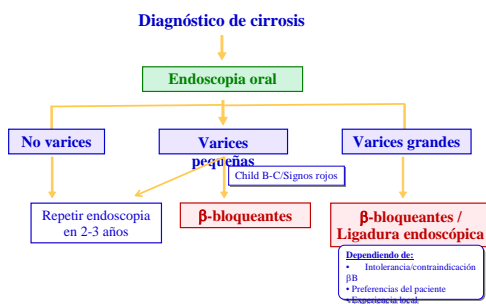 Diagnóstico de cirrosis
Endoscopia oral
No varices
Varices
pequeñas
Varices grandes
Child B-C/Signos rojos
Repetir endoscopia
en 2-3 años
β-bloqueantes
β-bloqueantes /
Ligadura endoscópica
Dependiendo de:
• Intolerancia/contraindicación
βB
• Preferencias del paciente
• Experiencia local